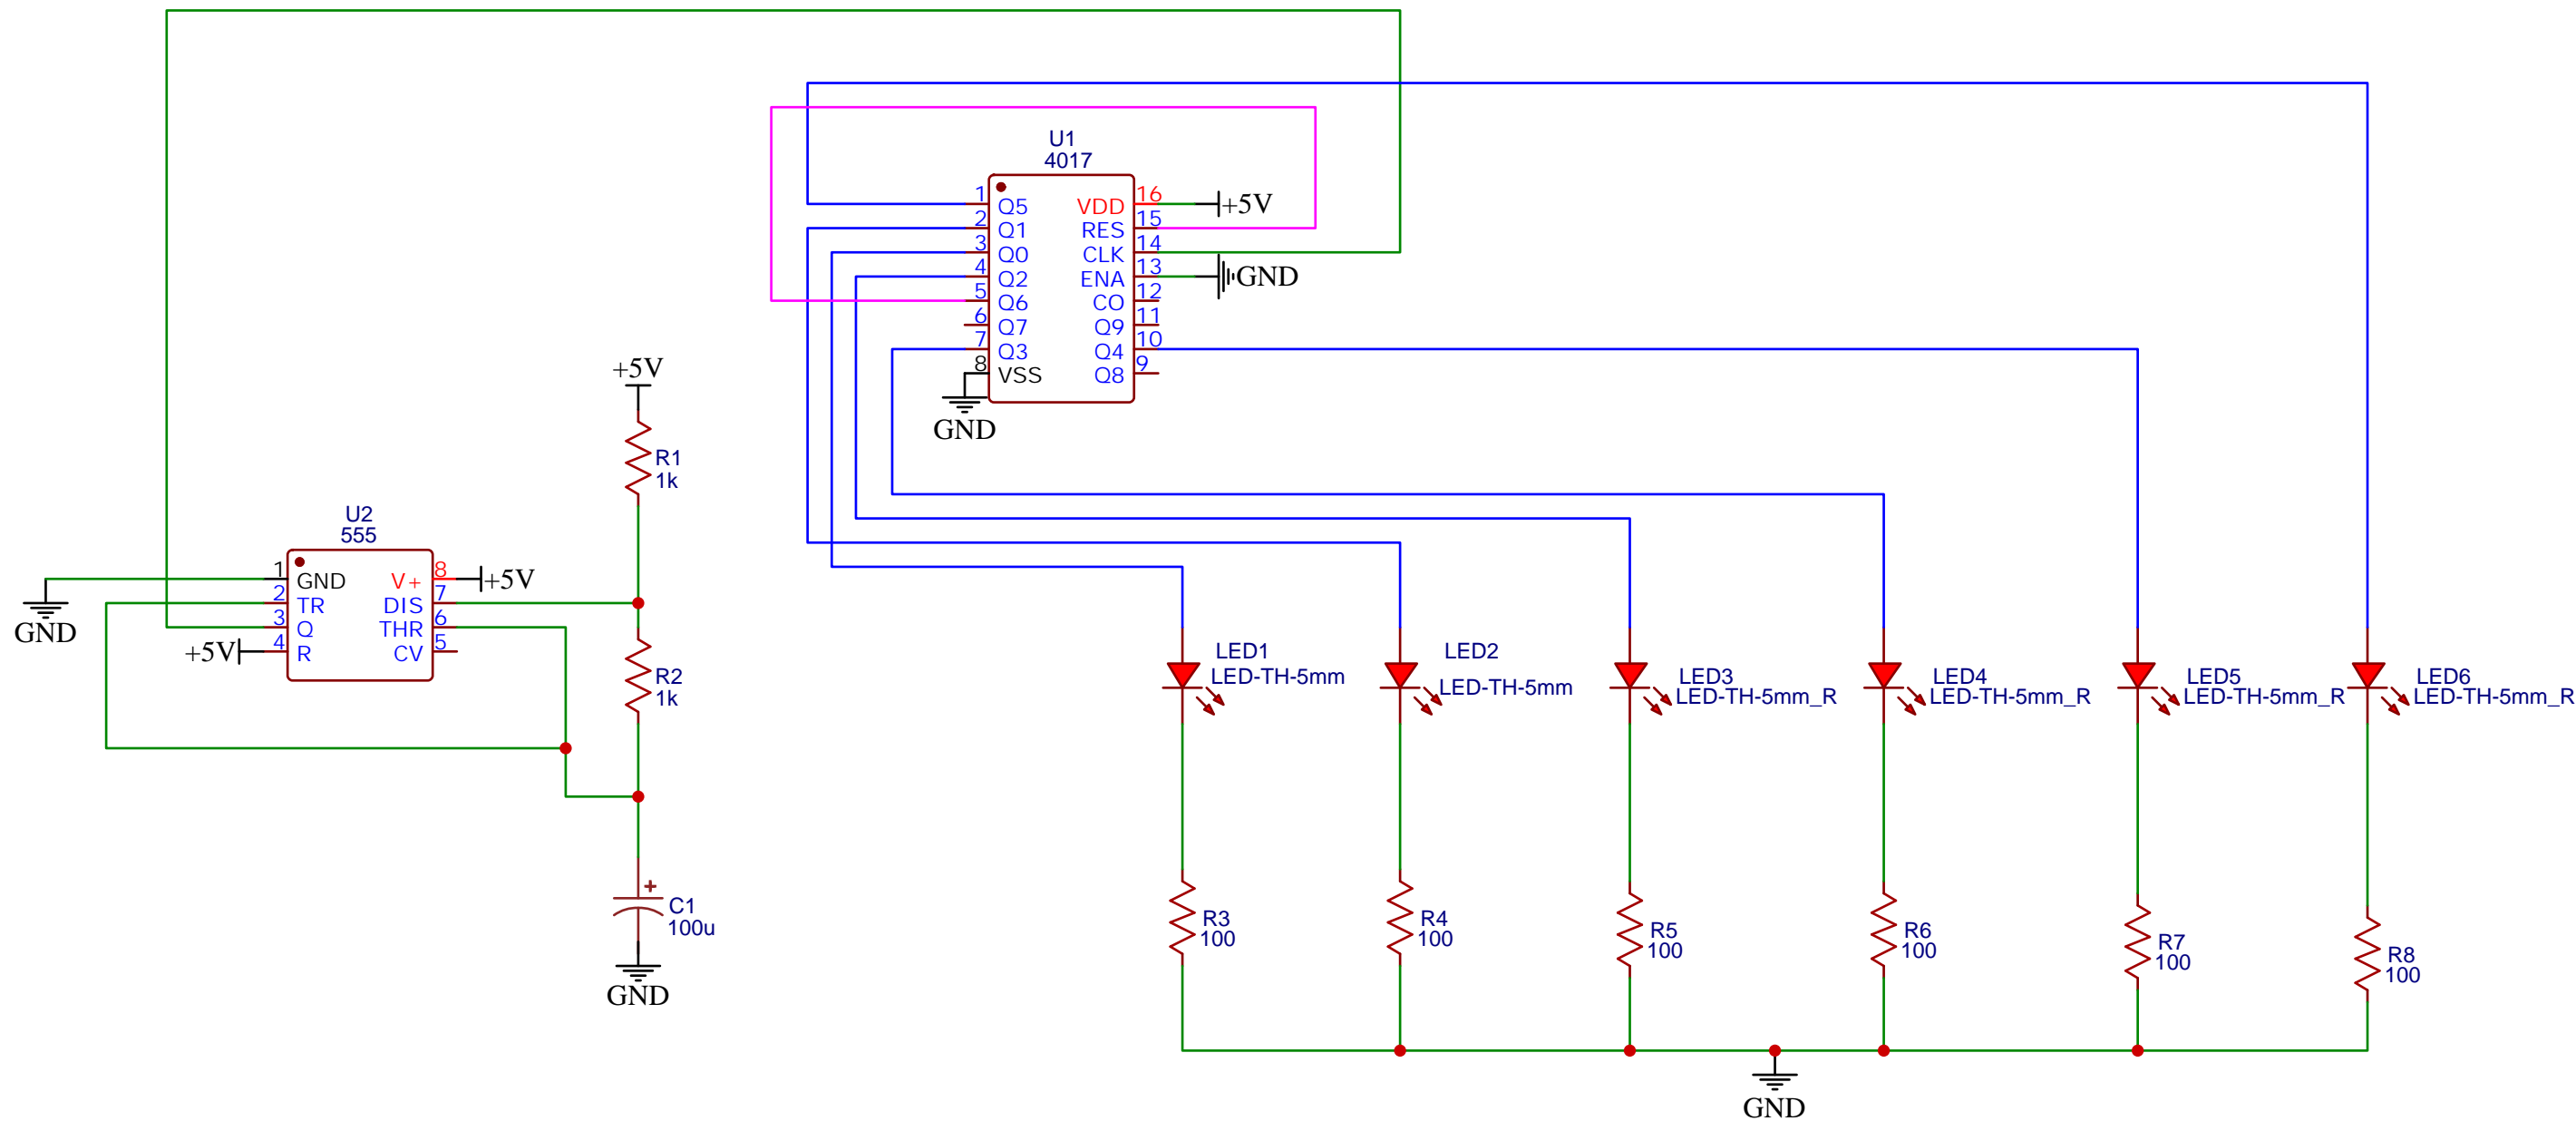 U1
4017
1 Q5 VDD 16 +5V
2 Q1 RES 15
3 Q0 CLK 14
4 Q2 ENA 13 GND
5 Q6 CO 12
6 Q7 Q9 11
7 Q3 Q4 10
8 VSS Q8 9
GND
+5V
R1
1k
U2
555
1 GND V+ 8 +5V
2 TR DIS 7
3 Q THR 6
+5V 4 R CV 5
GND
R2
1k
+
C1
100u
GND
LED1
LED-TH-5mm
LED2
LED-TH-5mm
LED3
LED-TH-5mm_R
LED4
LED-TH-5mm_R
LED5
LED-TH-5mm_R
LED6
LED-TH-5mm_R
R3
100
R4
100
R5
100
R6
100
R7
100
R8
100
GND